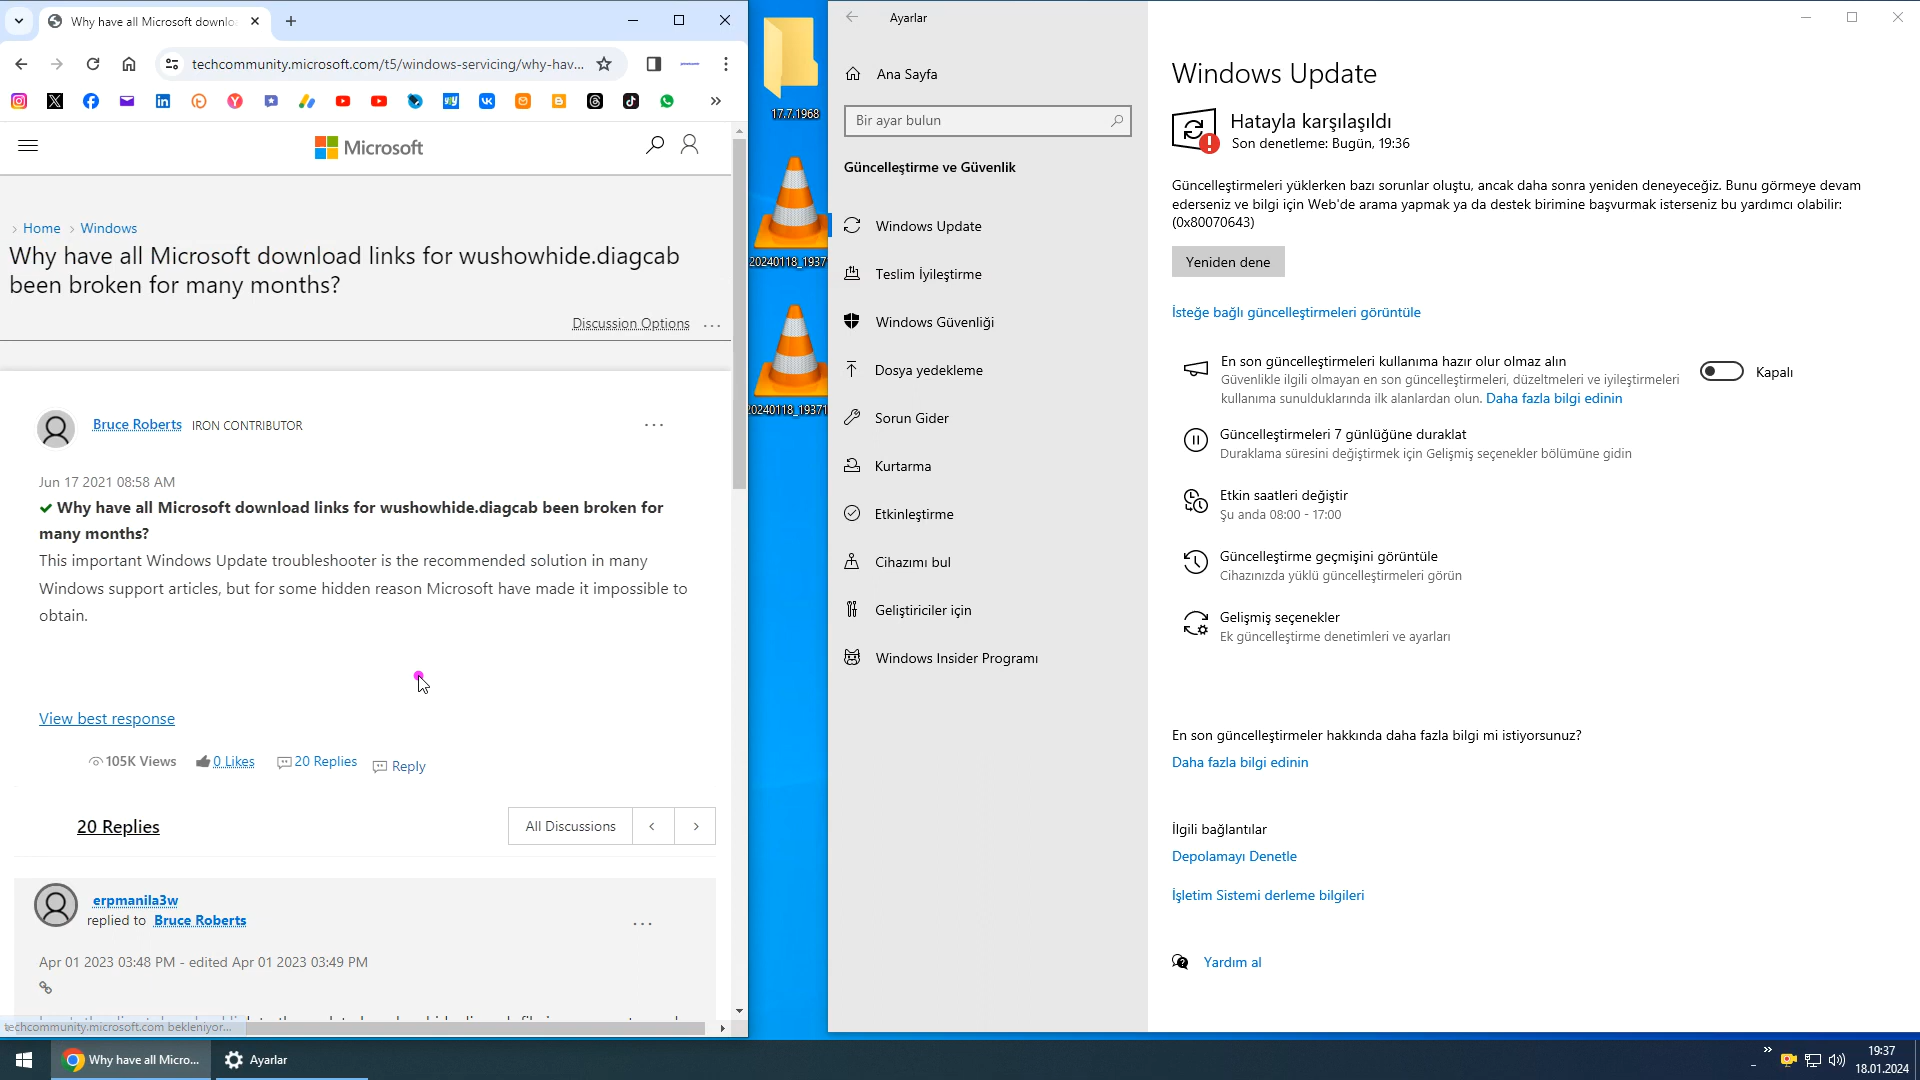 Why have all Microsoft downlo
techcommunity.microsoft.com/t5/windows-servicing/why-hav...
Microsoft
Home
Windows
Why have all Microsoft download links for wushowhide.diagcab
been broken for many months?
Discussion Options
Bruce Roberts IRON CONTRIBUTOR
Jun 17 2021 08:58 AM
Why have all Microsoft download links for wushowhide.diagcab been broken for
many months?
This important Windows Update troubleshooter is the recommended solution in many
Windows support articles, but for some hidden reason Microsoft have made it impossible to
obtain.
View best response
105K Views
0 Likes
20 Replies
Reply
20 Replies
All Discussions
erpmanila3w
replied to Bruce Roberts
Apr 01 2023 03:48 PM - edited Apr 01 2023 03:49 PM
techcommunity.microsoft.com bekleniyor...
17.7.1968
20240118_1937
20240118_19371
Ayarlar
Ana Sayfa
Bir ayar bulun
Güncelleştirme ve Güvenlik
Windows Update
Teslim İyileştirme
Windows Güvenliği
Dosya yedekleme
Sorun Gider
Kurtarma
Etkinleştirme
Cihazımı bul
Geliştiriciler için
Windows Insider Programı
Windows Update
Hatayla karşılaşıldı
Son denetleme: Bugün, 19:36
Güncelleştirmeleri yüklerken bazı sorunlar oluştu, ancak daha sonra yeniden deneyeceğiz. Bunu görmeye devam
ederseniz ve bilgi için Web'de arama yapmak ya da destek birimine başvurmak isterseniz bu yardımcı olabilir:
(0x80070643)
Yeniden dene
İsteğe bağlı güncelleştirmeleri görüntüle
En son güncelleştirmeleri kullanıma hazır olur olmaz alın
Güvenlikle ilgili olmayan en son güncelleştirmeleri, düzeltmeleri ve iyileştirmeleri
kullanıma sunulduklarında ilk alanlardan olun. Daha fazla bilgi edinin
Kapalı
Güncelleştirmeleri 7 günlüğüne duraklat
Duraklama süresini değiştirmek için Gelişmiş seçenekler bölümüne gidin
Etkin saatleri değiştir
Şu anda 08:00 - 17:00
Güncelleştirme geçmişini görüntüle
Cihazınızda yüklü güncelleştirmeleri görün
Gelişmiş seçenekler
Ek güncelleştirme denetimleri ve ayarları
En son güncelleştirmeler hakkında daha fazla bilgi mi istiyorsunuz?
Daha fazla bilgi edinin
İlgili bağlantılar
Depolamayı Denetle
İşletim Sistemi derleme bilgileri
Yardım al
Why have all Micro...
Ayarlar
19:37
18.01.2024